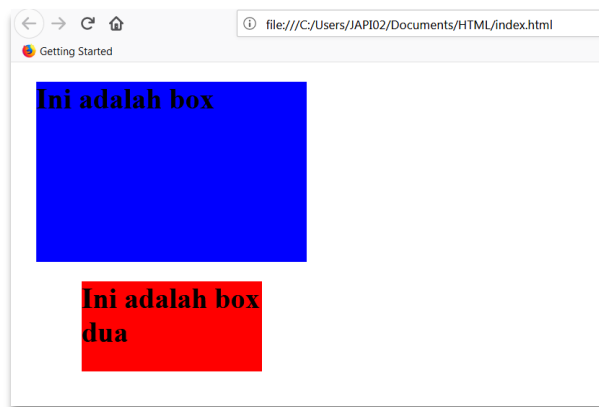 file:///C:/Users/JAPI02/Documents/HTML/index.html
Getting Started
Ini adalah box
Ini adalah box
dua